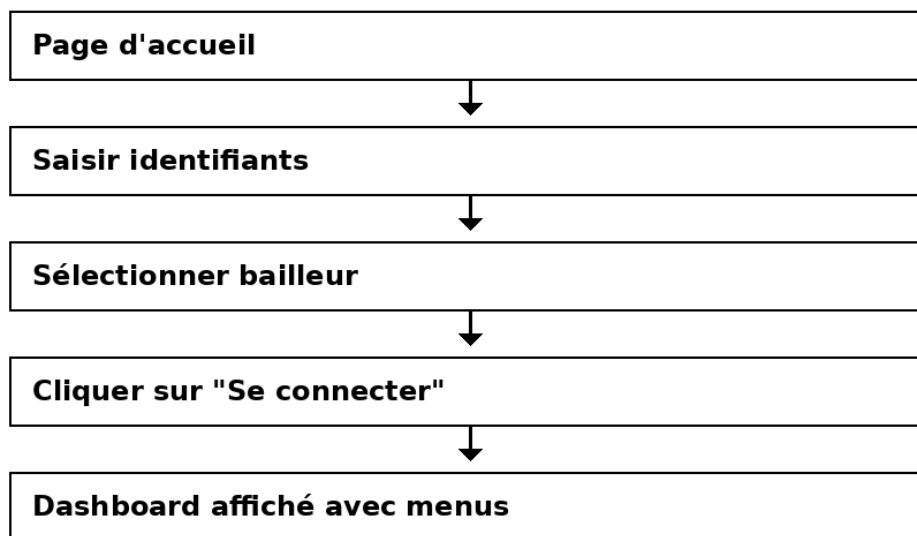 Page d'accueil
Saisir identifiants
Sélectionner bailleur
Cliquer sur "Se connecter"
Dashboard affiché avec menus